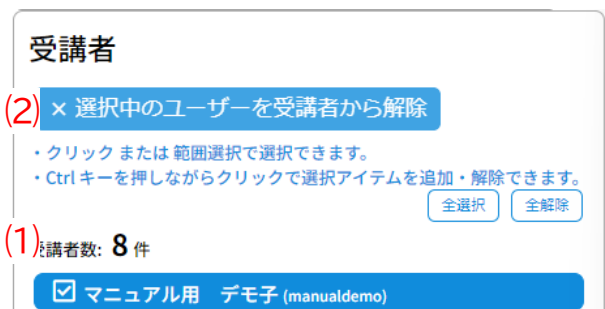 受講者
(2) × 選択中のユーザーを受講者から解除
・クリック または 範囲選択で選択できます。
・Ctrl キーを押しながらクリックで選択アイテムを追加・解除できます。
全選択 全解除
(1) 受講者数: 8 件
マニュアル用 デモ子 (manualdemo)